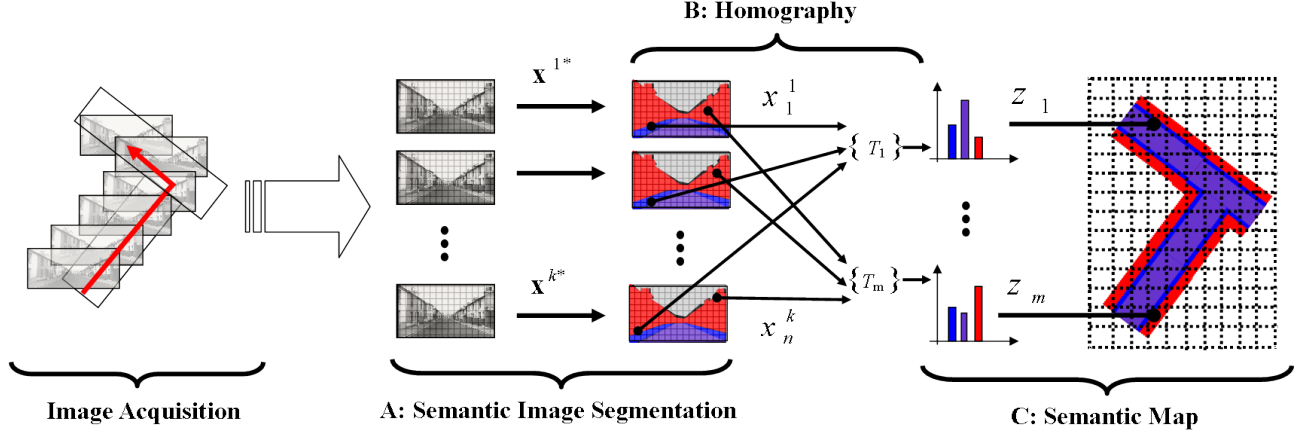 B: Homography
x 1*
x 1 1
{ T1 }
z 1
x k*
{ Tm }
z m
x k n
Image Acquisition
A: Semantic Image Segmentation
C: Semantic Map